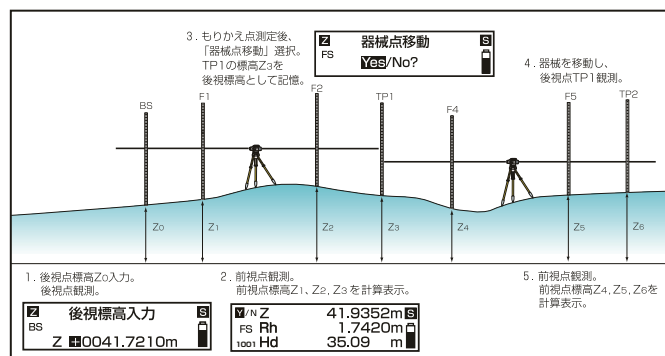 3. もりかえ点測定後、
「器械点移動」選択。
TP1の標高Z3を
後視標高として記憶。
Z 器械点移動 S
FS Yes/No?
4. 器械を移動し、
後視点TP1観測。
BS F1 F2 TP1 F4 F5 TP2
Z0 Z1 Z2 Z3 Z4 Z5 Z6
1. 後視点標高Z0入力。
後視点観測。
Z 後視標高入力 S
BS
Z +0041.7210m
2. 前視点観測。
前視点標高Z1、Z2, Z3を計算表示。
Y/N Z 41.9352m S
FS Rh 1.7420m
1001 Hd 35.09 m
5. 前視点観測。
前視点標高Z4, Z5, Z6を
計算表示。